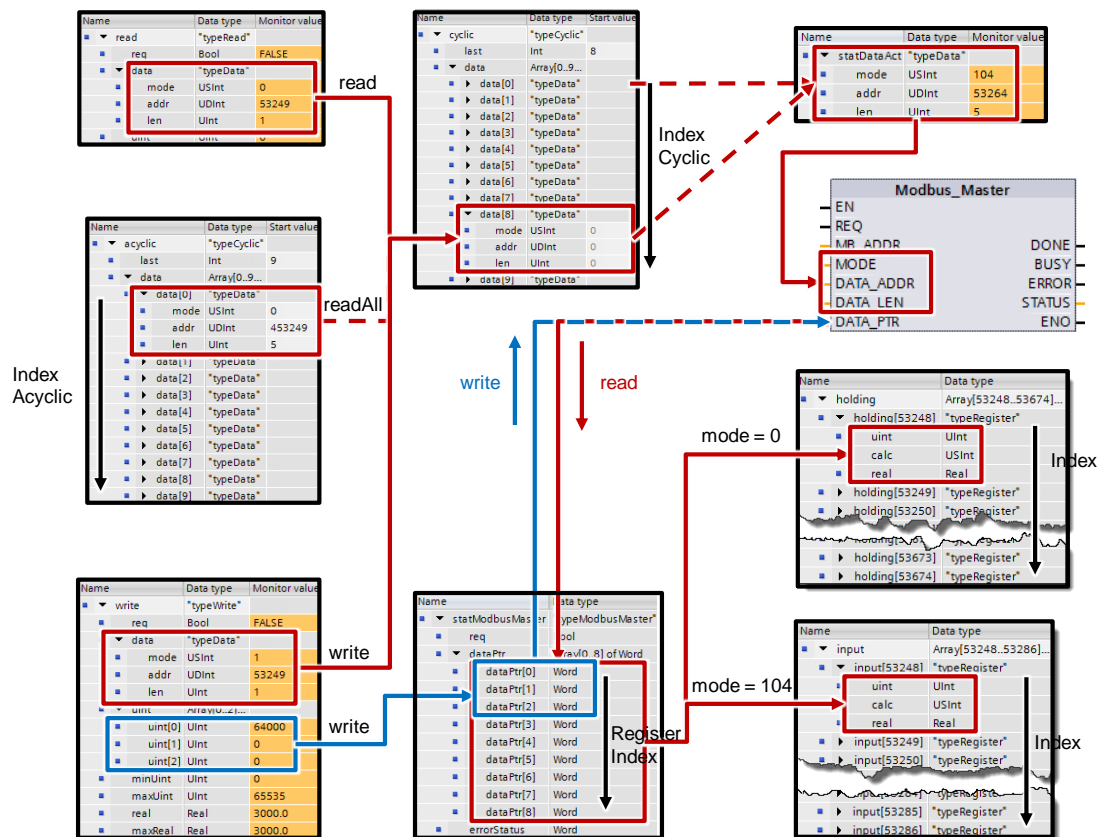 Name Data type Monitor value
read "typeRead"
req Bool FALSE
data "typeData"
mode USInt 0
addr UDInt 53249
len UInt 1
uint UInt 0
read
Name Data type Start value
cyclic "typeCyclic"
last Int 8
data Array[0..9...
data[0] "typeData"
data[1] "typeData"
data[2] "typeData"
data[3] "typeData"
data[4] "typeData"
data[5] "typeData"
data[6] "typeData"
data[7] "typeData"
data[8] "typeData"
mode USInt 0
addr UDInt 0
len UInt 0
data[9] "typeData"
Index
Cyclic
Name Data type Monitor value
statDataAct "typeData"
mode USInt 104
addr UDInt 53264
len UInt 5
Modbus_Master
EN
REQ
MB_ADDR DONE
MODE BUSY
DATA_ADDR ERROR
DATA_LEN STATUS
DATA_PTR ENO
Name Data type Start value
acyclic "typeCyclic"
last Int 9
data Array[0..9...
data[0] "typeData"
mode USInt 0
addr UDInt 453249
len UInt 5
data[1] "typeData"
data[2] "typeData"
data[3] "typeData"
data[4] "typeData"
data[5] "typeData"
data[6] "typeData"
data[7] "typeData"
data[8] "typeData"
data[9] "typeData"
Index
Acyclic
readAll
write
read
Name Data type
holding Array[53248..53674]...
holding[53248] "typeRegister"
uint UInt
calc USInt
real Real
holding[53249] "typeRegister"
holding[53250] "typeRegister"
holding[53673] "typeRegister"
holding[53674] "typeRegister"
mode = 0
Index
Name Data type Monitor value
write "typeWrite"
req Bool FALSE
data "typeData"
mode USInt 1
addr UDInt 53249
len UInt 1
uint Array[0..2]...
uint[0] UInt 64000
uint[1] UInt 0
uint[2] UInt 0
minUint UInt 0
maxUint UInt 65535
real Real 3000.0
maxReal Real 3000.0
write
write
Name Data type
statModbusMaster "typeModbusMaster"
req Bool
dataPtr Array[0..8] of Word
dataPtr[0] Word
dataPtr[1] Word
dataPtr[2] Word
dataPtr[3] Word
dataPtr[4] Word
dataPtr[5] Word
dataPtr[6] Word
dataPtr[7] Word
dataPtr[8] Word
errorStatus Word
Register
Index
mode = 104
Name Data type
input Array[53248..53286]...
input[53248] "typeRegister"
uint UInt
calc USInt
real Real
input[53249] "typeRegister"
input[53250] "typeRegister"
input[53285] "typeRegister"
input[53286] "typeRegister"
Index